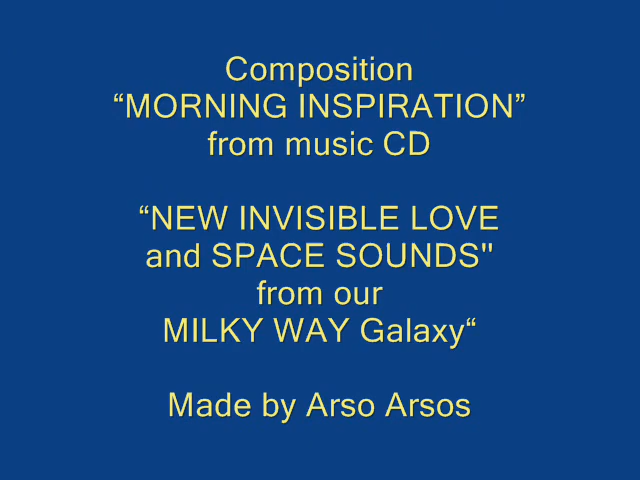 Composition
“MORNING INSPIRATION”
from music CD
“NEW INVISIBLE LOVE
and SPACE SOUNDS"
from our
MILKY WAY Galaxy“
Made by Arso Arsos